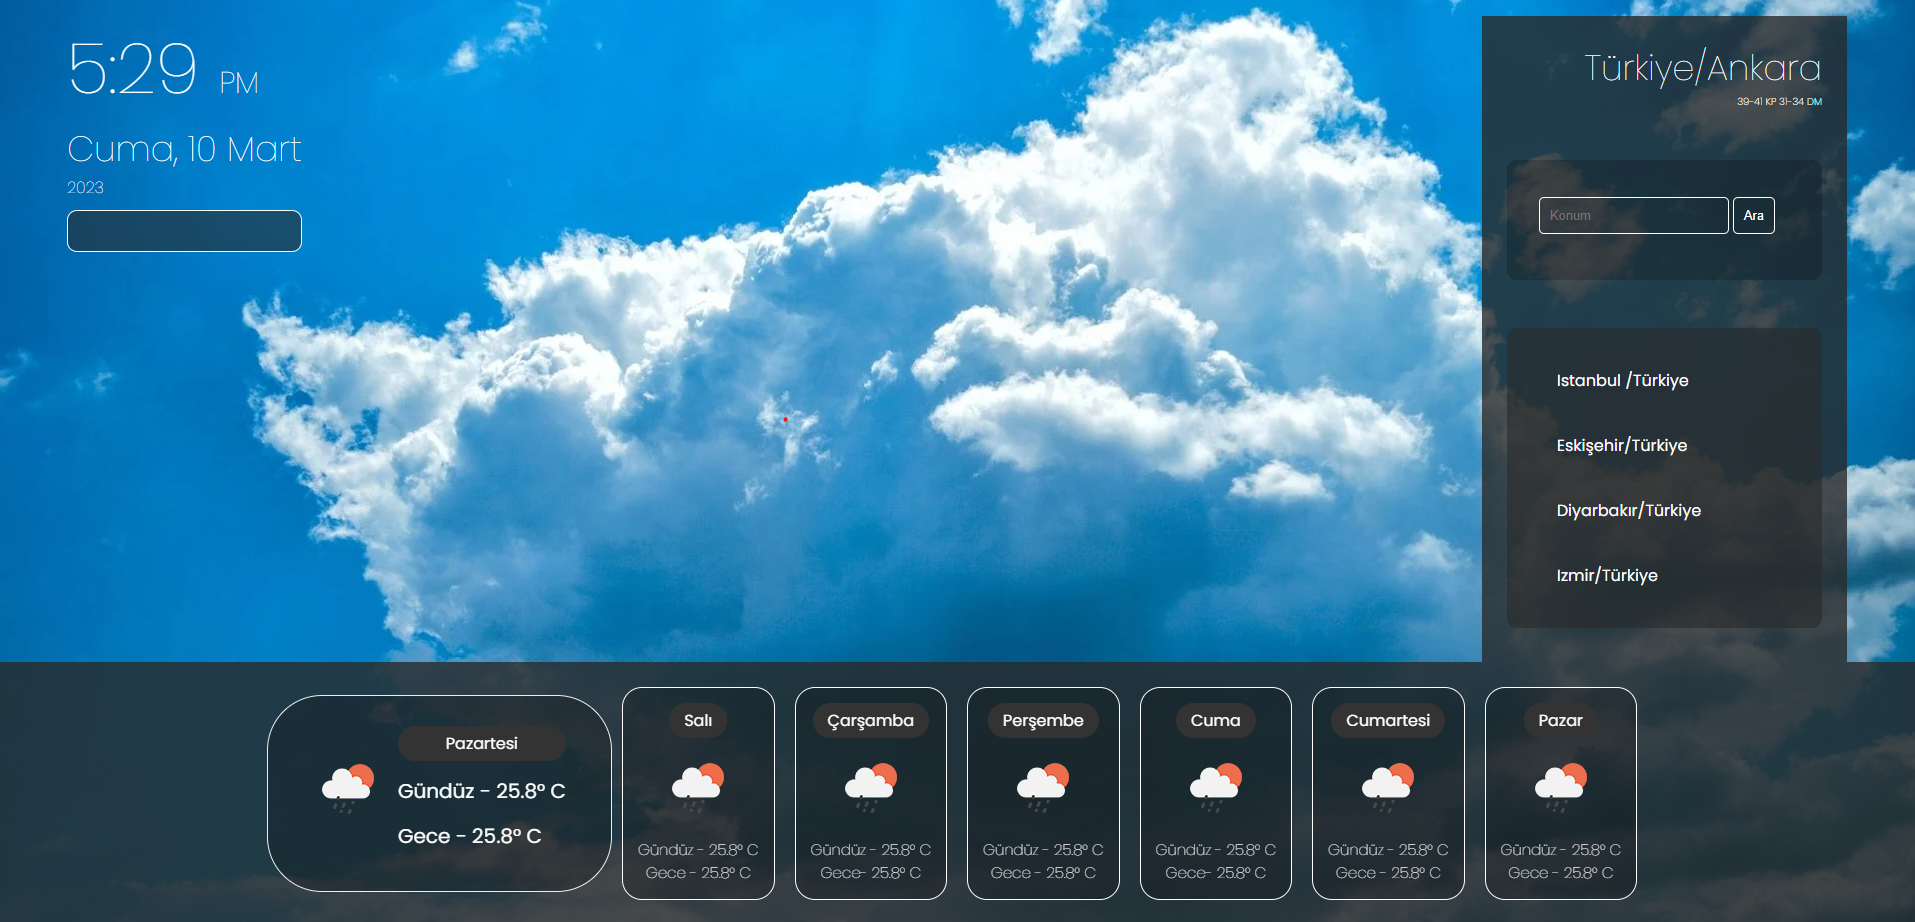 5:29 PM
Cuma, 10 Mart
2023
Türkiye/Ankara
39-41 KP 31-34 DM
Konum
Ara
Istanbul /Türkiye
Eskişehir/Türkiye
Diyarbakır/Türkiye
Izmir/Türkiye
Pazartesi
Gündüz - 25.8° C
Gece - 25.8° C
Salı
Gündüz - 25.8° C
Gece - 25.8° C
Çarşamba
Gündüz - 25.8° C
Gece- 25.8° C
Perşembe
Gündüz - 25.8° C
Gece - 25.8° C
Cuma
Gündüz - 25.8° C
Gece- 25.8° C
Cumartesi
Gündüz - 25.8° C
Gece - 25.8° C
Pazar
Gündüz - 25.8° C
Gece - 25.8° C